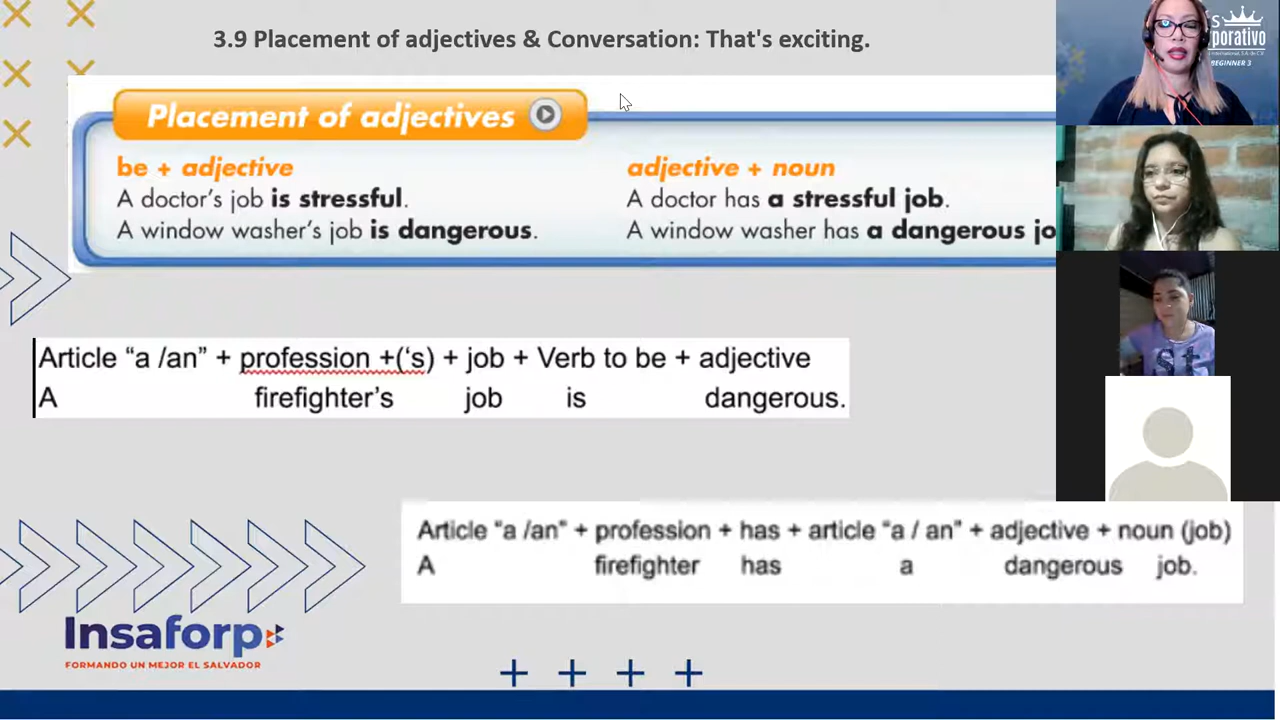 3.9 Placement of adjectives & Conversation: That's exciting.
Placement of adjectives
be + adjective
A doctor's job is stressful.
A window washer's job is dangerous.
adjective + noun
A doctor has a stressful job.
A window washer has a dangerous jo
Article “a /an” + profession +(‘s) + job + Verb to be + adjective
A firefighter’s job is dangerous.
Article “a /an” + profession + has + article “a / an” + adjective + noun (job)
A firefighter has a dangerous job.
Insaforp
FORMANDO UN MEJOR EL SALVADOR
S
porativo
BEGINNER 3
st